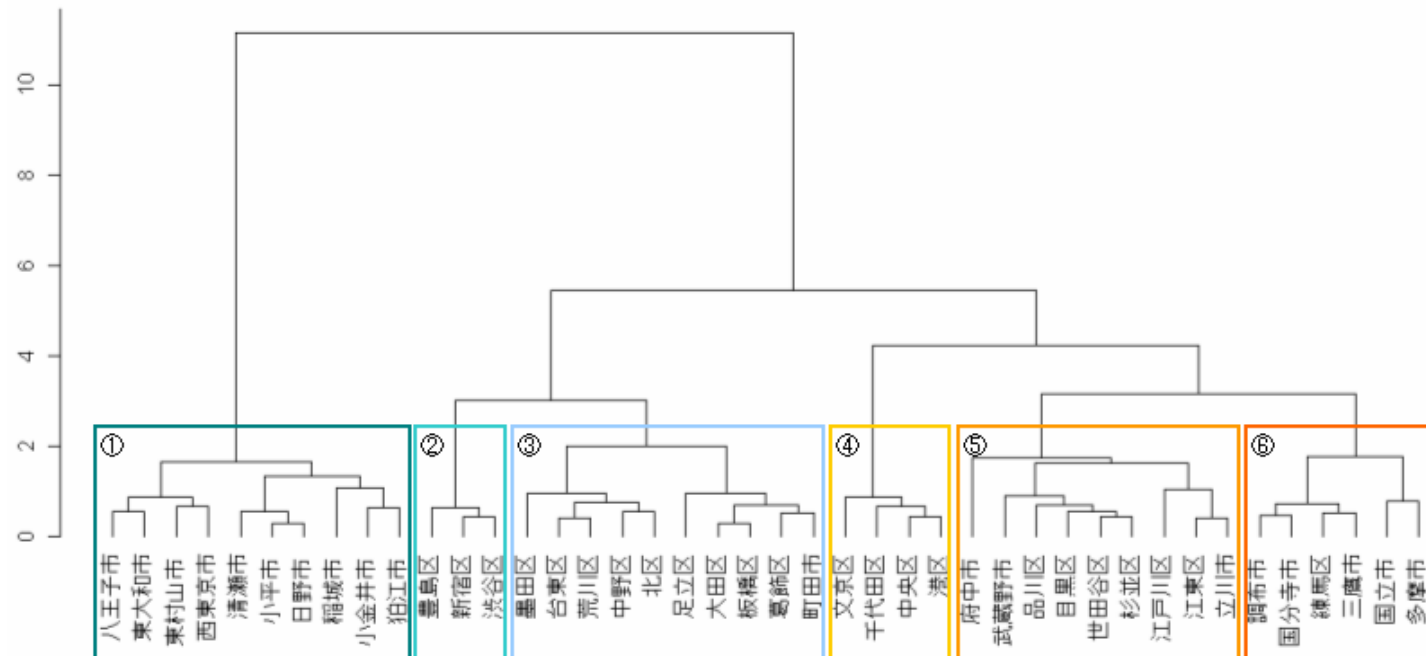 10
8
6
4
2
0
①
②
③
④
⑤
⑥
八王子市
東大和市
東村山市
西東京市
清瀬市
小平市
日野市
稲城市
小金井市
狛江市
豊島区
新宿区
渋谷区
墨田区
台東区
荒川区
中野区
北区
足立区
大田区
板橋区
葛飾区
町田市
文京区
千代田区
中央区
港区
府中市
武蔵野市
品川区
目黒区
世田谷区
杉並区
江戸川区
江東区
立川市
調布市
国分寺市
練馬区
三鷹市
国立市
多摩市